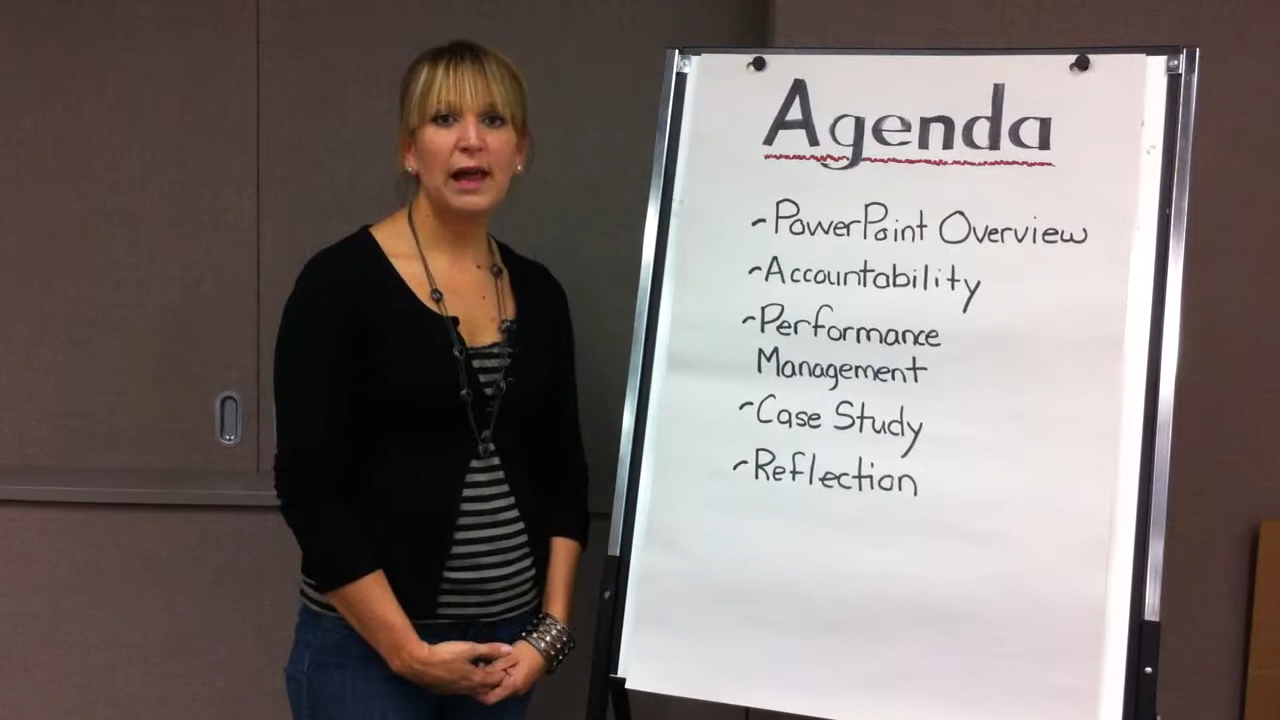 Agenda
-PowerPoint Overview
-Accountability
-Performance
Management
-Case Study
-Reflection